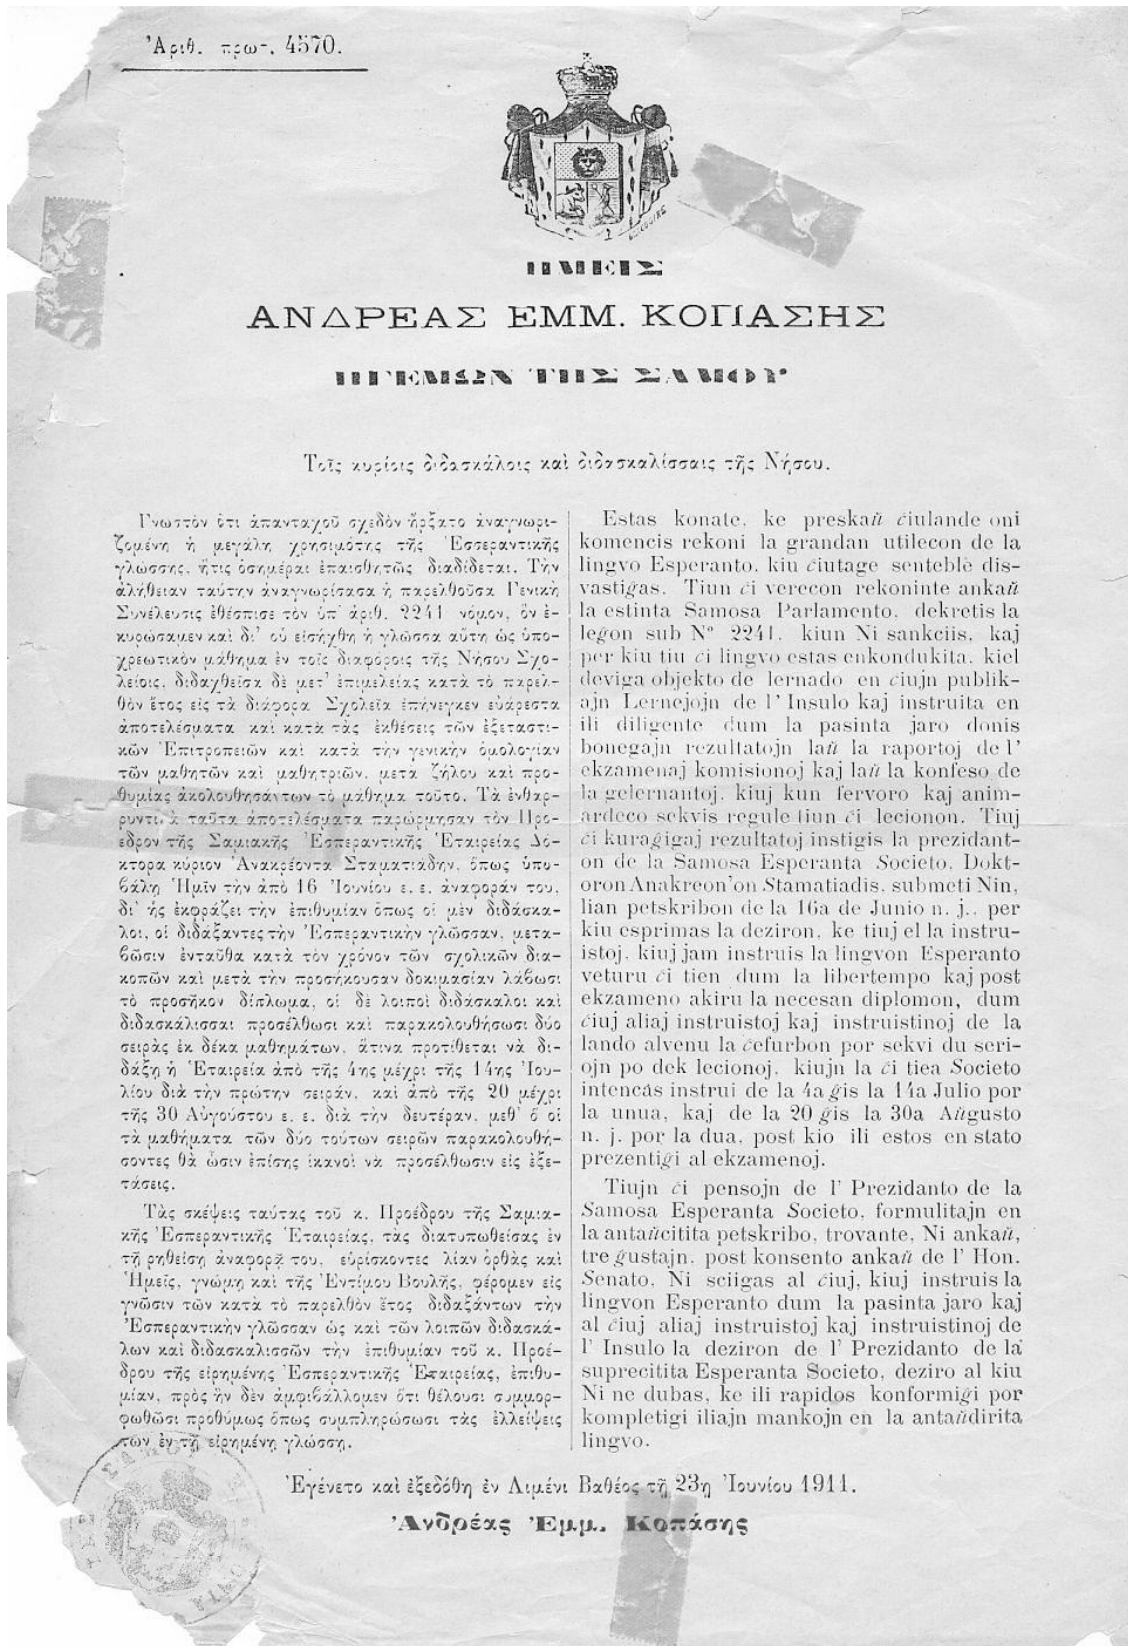 Ἀριθ. πρωτ. 4570.
ΗΜΕΙΣ
ΑΝΔΡΕΑΣ ΕΜΜ. ΚΟΠΑΣΗΣ
ΗΓΕΜΩΝ ΤΗΣ ΣΑΜΟΥ
Τοῖς κυρίοις διδασκάλοις καὶ διδασκαλίσσαις τῆς Νήσου.
Γνωστὸν ὅτι ἁπανταχοῦ σχεδὸν ἤρξατο ἀναγνωρι-
ζομένη ἡ μεγάλη χρησιμότης τῆς Ἐσσεραντικῆς
γλώσσης, ἥτις ὁσημέραι ἐπαισθητῶς διαδίδεται. Τὴν
ἀλήθειαν ταύτην ἀναγνωρίσασα ἡ παρελθοῦσα Γενικὴ
Συνέλευσις ἐθέσπισε τὸν ὑπ' ἀριθ. 2241 νόμον, ὃν ἐ-
κυρώσαμεν καὶ δι' οὗ εἰσήχθη ἡ γλῶσσα αὕτη ὡς ὑπο-
χρεωτικὸν μάθημα ἐν τοῖς διαφόροις τῆς Νήσου Σχο-
λείοις, διδαχθεῖσα δὲ μετ' ἐπιμελείας κατὰ τὸ παρελ-
θὸν ἔτος εἰς τὰ διάφορα Σχολεῖα ἐπήνεγκεν εὐάρεστα
ἀποτελέσματα καὶ κατὰ τὰς ἐκθέσεις τῶν ἐξεταστι-
κῶν Ἐπιτροπειῶν καὶ κατὰ τὴν γενικὴν ὁμολογίαν
τῶν μαθητῶν καὶ μαθητριῶν, μετὰ ζήλου καὶ προ-
θυμίας ἀκολουθησάντων τὸ μάθημα τοῦτο. Τὰ ἐνθαρ-
ρυντικὰ ταῦτα ἀποτελέσματα παρώρμησαν τὸν Πρό-
εδρον τῆς Σαμιακῆς Ἐσπεραντικῆς Ἑταιρείας Δό-
κτορα κύριον Ἀνακρέοντα Σταματιάδην, ὅπως ὑπο-
βάλῃ Ἡμῖν τὴν ἀπὸ 16 Ἰουνίου ἐ. ἔ. ἀναφοράν του,
δι' ἧς ἐκφράζει τὴν ἐπιθυμίαν ὅπως οἱ μὲν διδάσκα-
λοι, οἱ διδάξαντες τὴν Ἐσπεραντικὴν γλῶσσαν, μετα-
βῶσιν ἐνταῦθα κατὰ τὸν χρόνον τῶν σχολικῶν δια-
κοπῶν καὶ μετὰ τὴν προσήκουσαν δοκιμασίαν λάβωσι
τὸ προσῆκον δίπλωμα, οἱ δὲ λοιποὶ διδάσκαλοι καὶ
διδασκάλισσαι προσέλθωσι καὶ παρακολουθήσωσι δύο
σειρὰς ἐκ δέκα μαθημάτων, ἅτινα προτίθεται νὰ δι-
δάξῃ ἡ Ἑταιρεία ἀπὸ τῆς 4ης μέχρι τῆς 14ης Ἰου-
λίου διὰ τὴν πρώτην σειράν, καὶ ἀπὸ τῆς 20 μέχρι
τῆς 30 Αὐγούστου ἐ. ἔ. διὰ τὴν δευτέραν, μεθ' ὃ οἱ
τὰ μαθήματα τῶν δύο τούτων σειρῶν παρακολουθή-
σοντες θὰ ὦσιν ἐπίσης ἱκανοὶ νὰ προσέλθωσιν εἰς ἐξε-
τάσεις.
Τὰς σκέψεις ταύτας τοῦ κ. Προέδρου τῆς Σαμια-
κῆς Ἐσπεραντικῆς Ἑταιρείας, τὰς διατυπωθείσας ἐν
τῇ ρηθείσῃ ἀναφορᾷ του, εὑρίσκοντες λίαν ὀρθὰς καὶ
Ἡμεῖς, γνώμῃ καὶ τῆς Ἐντίμου Βουλῆς, φέρομεν εἰς
γνῶσιν τῶν κατὰ τὸ παρελθὸν ἔτος διδαξάντων τὴν
Ἐσπεραντικὴν γλῶσσαν ὡς καὶ τῶν λοιπῶν διδασκά-
λων καὶ διδασκαλισσῶν τὴν ἐπιθυμίαν τοῦ κ. Προέ-
δρου τῆς εἰρημένης Ἐσπεραντικῆς Ἑταιρείας, ἐπιθυ-
μίαν, πρὸς ἣν δὲν ἀμφιβάλλομεν ὅτι θέλουσι συμμορ-
φωθῶσι προθύμως ὅπως συμπληρώσωσι τὰς ἐλλείψεις
των ἐν τῇ εἰρημένῃ γλώσσῃ.
Estas konate, ke preskaŭ ĉiulande oni
komencis rekoni la grandan utilecon de la
lingvo Esperanto, kiu ĉiutage senteble dis-
vastiĝas. Tiun ĉi verecon rekoninte ankaŭ
la estinta Samosa Parlamento, dekretis la
leĝon sub Nº 2241, kiun Ni sankciis, kaj
per kiu tiu ĉi lingvo estas enkondukita, kiel
deviga objekto de lernado en ĉiujn publik-
ajn Lernejojn de l' Insulo kaj instruita en
ili diligente dum la pasinta jaro donis
bonegajn rezultatojn laŭ la raportoj de l'
ekzamenaj komisionoj kaj laŭ la konfeso de
la gelernantoj, kiuj kun fervoro kaj anim-
ardeco sekvis regule tiun ĉi lecionon. Tiuj
ĉi kuraĝigaj rezultatoj instigis la prezidant-
on de la Samosa Esperanta Societo, Dokt-
oron Anakreon'on Stamatiadis, submeti Nin,
lian petskribon de la 16a de Junio n. j., per
kiu esprimas la deziron, ke tiuj el la instru-
istoj, kiuj jam instruis la lingvon Esperanto
veturu ĉi tien dum la libertempo kaj post
ekzameno akiru la necesan diplomon, dum
ĉiuj aliaj instruistoj kaj instruistinoj de la
lando alvenu la ĉefurbon por sekvi du seri-
ojn po dek lecionoj, kiujn la ĉi tiea Societo
intencas instrui de la 4a ĝis la 14a Julio por
la unua, kaj de la 20 ĝis la 30a Aŭgusto
n. j. por la dua, post kio ili estos en stato
prezentiĝi al ekzamenoj.
Tiujn ĉi pensojn de l' Prezidanto de la
Samosa Esperanta Societo, formulitajn en
la antaŭcitita petskribo, trovante, Ni ankaŭ,
tre ĝustajn, post konsento ankaŭ de l' Hon.
Senato, Ni sciigas al ĉiuj, kiuj instruis la
lingvon Esperanto dum la pasinta jaro kaj
al ĉiuj aliaj instruistoj kaj instruistinoj de
l' Insulo la deziron de l' Prezidanto de la
suprecitita Esperanta Societo, deziro al kiu
Ni ne dubas, ke ili rapidos konformiĝi por
kompletigi iliajn mankojn en la antaŭdirita
lingvo.
Ἐγένετο καὶ ἐξεδόθη ἐν Λιμένι Βαθέος τῇ 23ῃ Ἰουνίου 1911.
Ἀνδρέας Ἐμμ. Κοπάσης